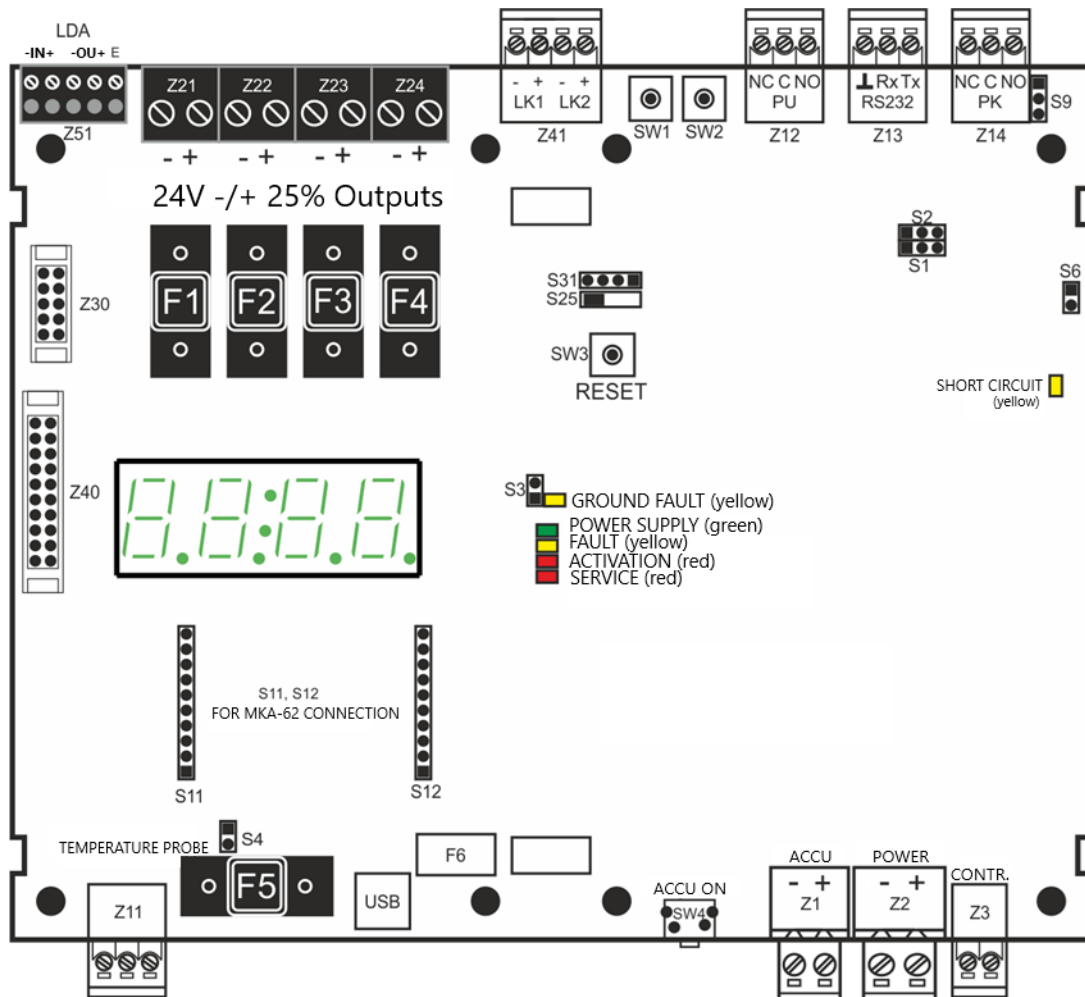 LDA
-IN+ -OU+ E
Z51
Z21 Z22 Z23 Z24
- + - + - + - +
24V -/+ 25% Outputs
- + - +
LK1 LK2
Z41
SW1 SW2
NC C NO
PU
Z12
Rx Tx
RS232
Z13
NC C NO
PK
Z14
S9
S2
S1
S6
Z30
F1 F2 F3 F4
S31
S25
SW3
RESET
SHORT CIRCUIT
(yellow)
Z40
8.8:8.8.
S3
GROUND FAULT (yellow)
POWER SUPPLY (green)
FAULT (yellow)
ACTIVATION (red)
SERVICE (red)
S11, S12
FOR MKA-62 CONNECTION
S11
S12
TEMPERATURE PROBE
S4
F5
F6
USB
Z11
ACCU ON
SW4
ACCU
- +
Z1
POWER
- +
Z2
CONTR.
Z3